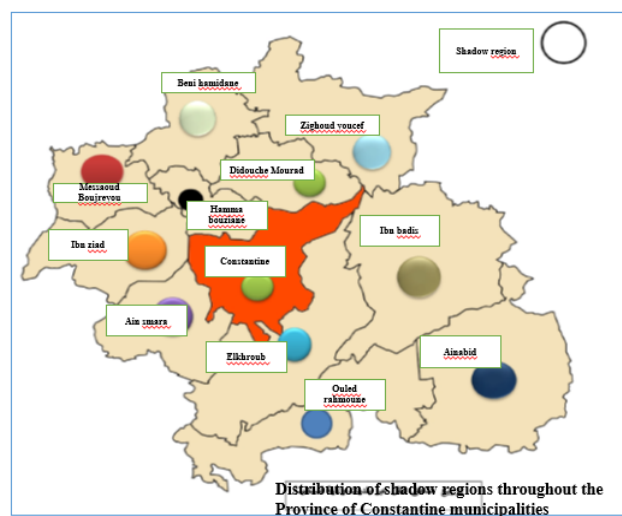 Shadow region
Beni hamidane
Zighoud youcef
Didouche Mourad
Messaoud
Boujreyou
Hamma
bouziane
Ibn badis
Ibn ziad
Constantine
Ain smara
Elkhroub
Ainabid
Ouled
rahmoune
Distribution of shadow regions throughout the
Province of Constantine municipalities